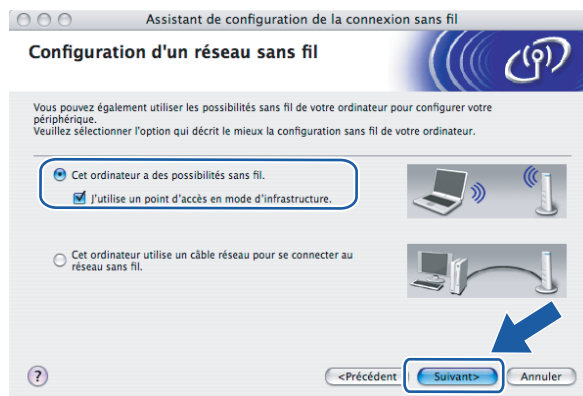 Assistant de configuration de la connexion sans fil
Configuration d'un réseau sans fil
Vous pouvez également utiliser les possibilités sans fil de votre ordinateur pour configurer votre
périphérique.
Veuillez sélectionner l'option qui décrit le mieux la configuration sans fil de votre ordinateur.
Cet ordinateur a des possibilités sans fil.
J'utilise un point d'accès en mode d'infrastructure.
Cet ordinateur utilise un câble réseau pour se connecter au
réseau sans fil.
? <Précédent Suivant> Annuler